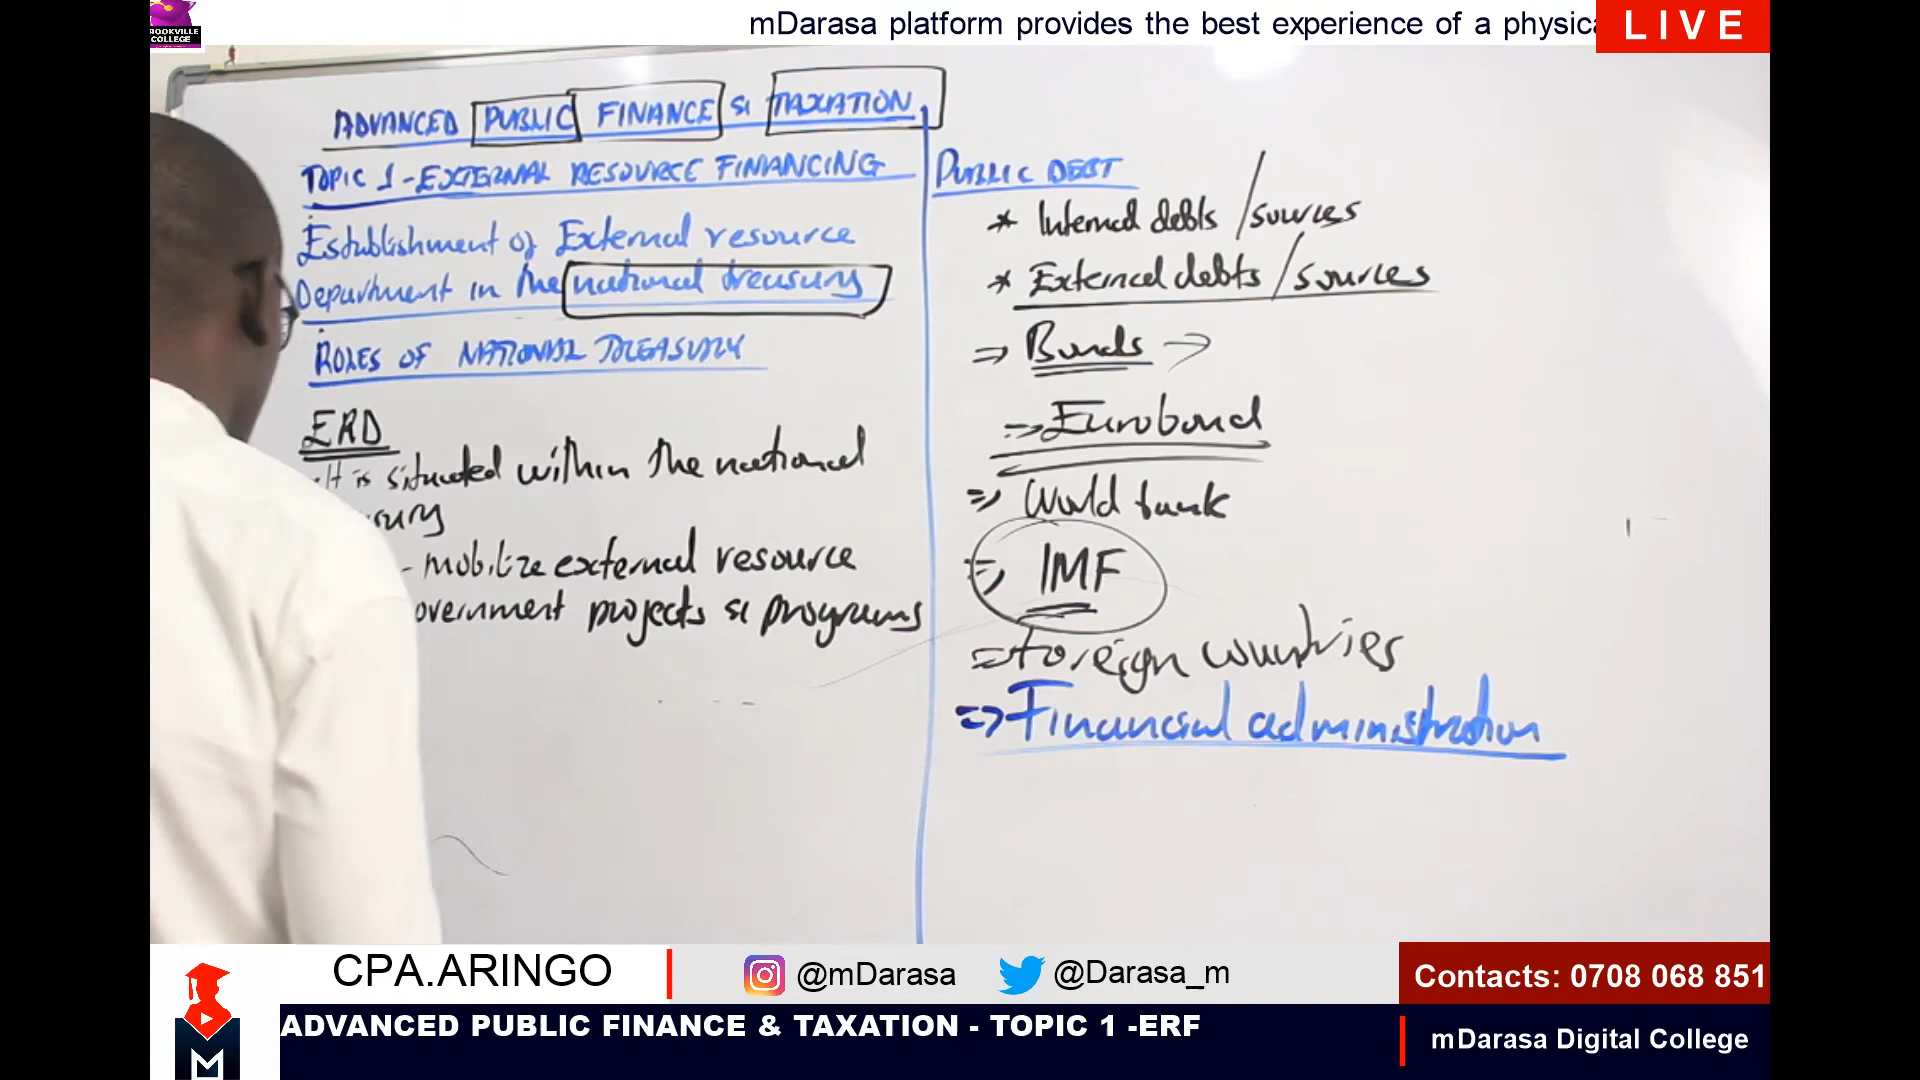 mDarasa platform provides the best experience of a physica
LIVE
ROOKVILLE
COLLEGE
ADVANCED PUBLIC FINANCE & TAXATION
TOPIC 1 - EXTERNAL RESOURCE FINANCING
Establishment of External resource
Department in the national treasury
ROLES OF NATIONAL TREASURY
ERD
It is situated within the national
sury
- mobilize external resource
overnment projects & programs
PUBLIC DEBT
* Internal debts / sources
* External debts / sources
⇒ Bonds →
⇒ Eurobond
⇒ World bank
⇒ IMF
⇒ Foreign countries
⇒ Financial administration
CPA.ARINGO
@mDarasa
@Darasa_m
Contacts: 0708 068 851
M
ADVANCED PUBLIC FINANCE & TAXATION - TOPIC 1 -ERF
mDarasa Digital College